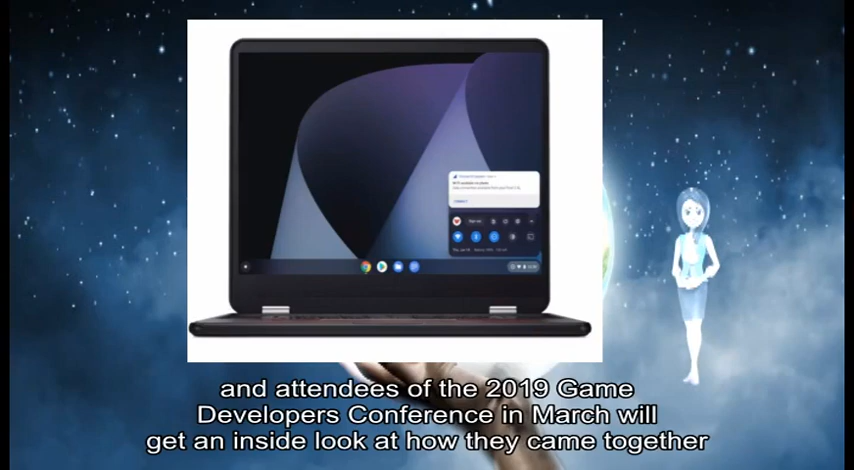 and attendees of the 2019 Game
Developers Conference in March will
get an inside look at how they came together